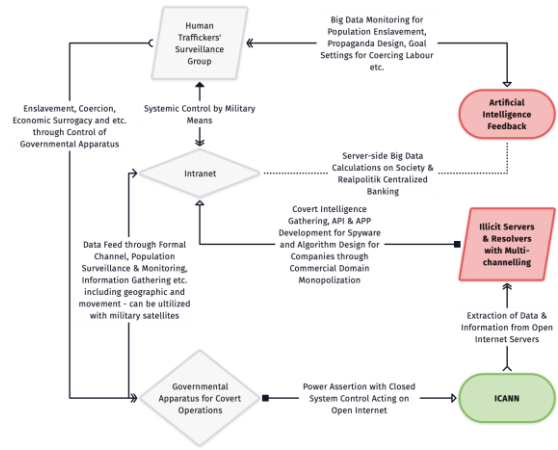 Human
Traffickers'
Surveillance
Group
Big Data Monitoring for
Population Enslavement,
Propaganda Design, Goal
Settings for Coercing Labour
etc.
Enslavement, Coercion,
Economic Surrogacy and etc.
through Control of
Governmental Apparatus
Systemic Control by Military
Means
Artificial
Intelligence
Feedback
Intranet
Server-side Big Data
Calculations on Society &
Realpolitik Centralized
Banking
Covert Intelligence
Gathering, API & APP
Development for Spyware
and Algorithm Design for
Companies through
Commercial Domain
Monopolization
Illicit Servers
& Resolvers
with Multi-
channelling
Data Feed through Formal
Channel, Population
Surveillance & Monitoring,
Information Gathering etc.
including geographic and
movement - can be ultilized
with military satellites
Extraction of Data &
Information from Open
Internet Servers
Governmental
Apparatus for Covert
Operations
Power Assertion with Closed
System Control Acting on
Open Internet
ICANN